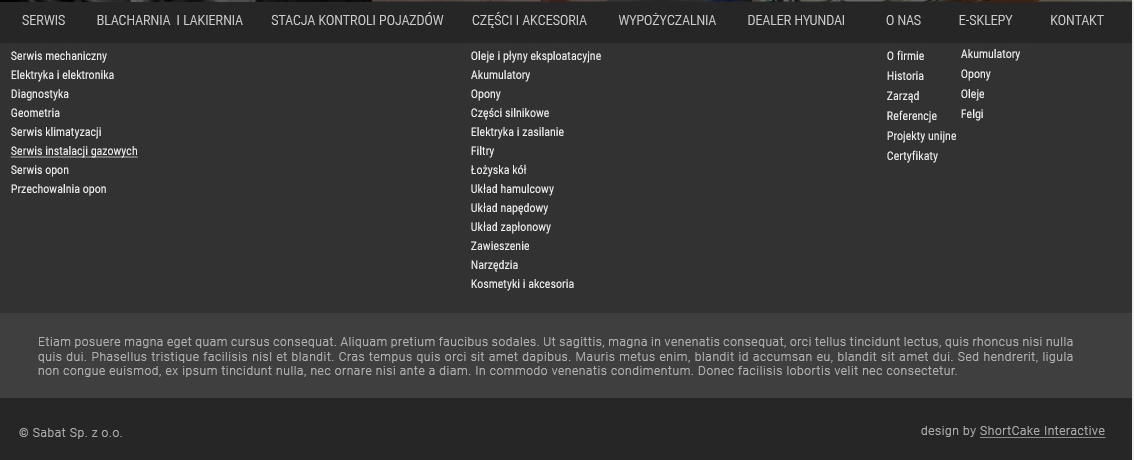 SERWIS
BLACHARNIA I LAKIERNIA
STACJA KONTROLI POJAZDÓW
CZĘŚCI I AKCESORIA
WYPOŻYCZALNIA
DEALER HYUNDAI
O NAS
E-SKLEPY
KONTAKT
Serwis mechaniczny
Elektryka i elektronika
Diagnostyka
Geometria
Serwis klimatyzacji
Serwis instalacji gazowych
Serwis opon
Przechowalnia opon
Oleje i płyny eksploatacyjne
Akumulatory
Opony
Części silnikowe
Elektryka i zasilanie
Filtry
Łożyska kół
Układ hamulcowy
Układ napędowy
Układ zapłonowy
Zawieszenie
Narzędzia
Kosmetyki i akcesoria
O firmie
Historia
Zarząd
Referencje
Projekty unijne
Certyfikaty
Akumulatory
Opony
Oleje
Felgi
Etiam posuere magna eget quam cursus consequat. Aliquam pretium faucibus sodales. Ut sagittis, magna in venenatis consequat, orci tellus tincidunt lectus, quis rhoncus nisi nulla
quis dui. Phasellus tristique facilisis nisl et blandit. Cras tempus quis orci sit amet dapibus. Mauris metus enim, blandit id accumsan eu, blandit sit amet dui. Sed hendrerit, ligula
non congue euismod, ex ipsum tincidunt nulla, nec ornare nisi ante a diam. In commodo venenatis condimentum. Donec facilisis lobortis velit nec consectetur.
© Sabat Sp. z o.o.
design by ShortCake Interactive